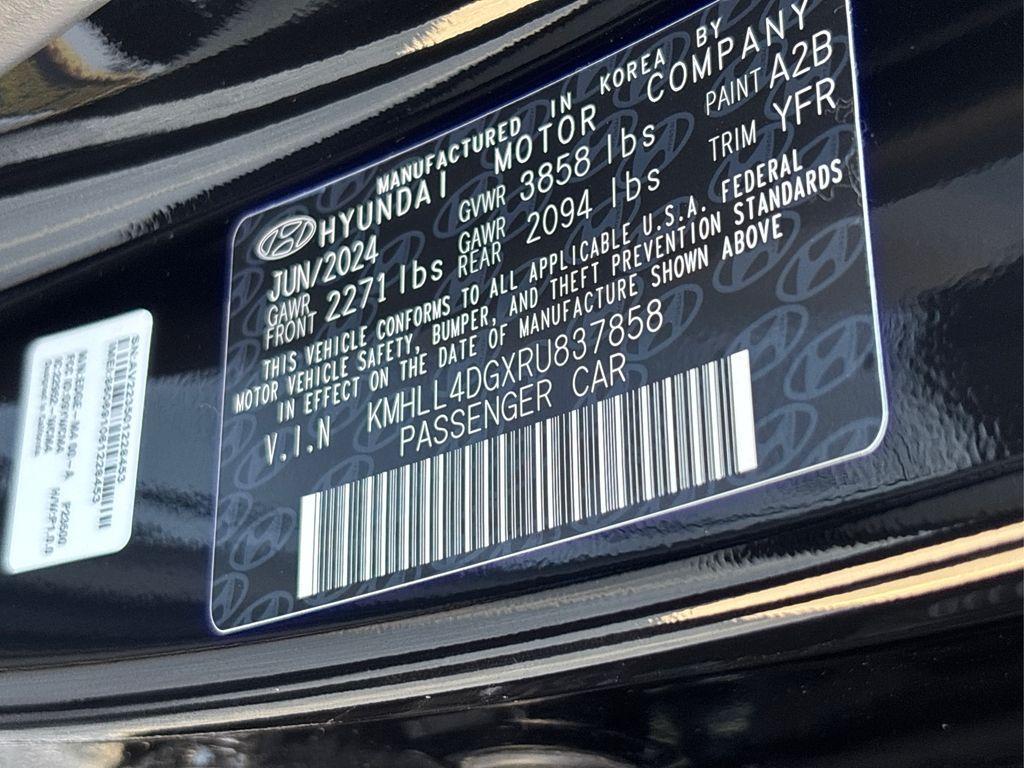 MANUFACTURED IN KOREA BY
HYUNDAI MOTOR COMPANY
JUN/2024 GVWR 3858 lbs PAINT A2B
GAWR FRONT 2271 lbs GAWR REAR 2094 lbs TRIM YFR
THIS VEHICLE CONFORMS TO ALL APPLICABLE U.S.A. FEDERAL
MOTOR VEHICLE SAFETY, BUMPER, AND THEFT PREVENTION STANDARDS
IN EFFECT ON THE DATE OF MANUFACTURE SHOWN ABOVE
V.I.N KMHLL4DGXRU837858
PASSENGER CAR